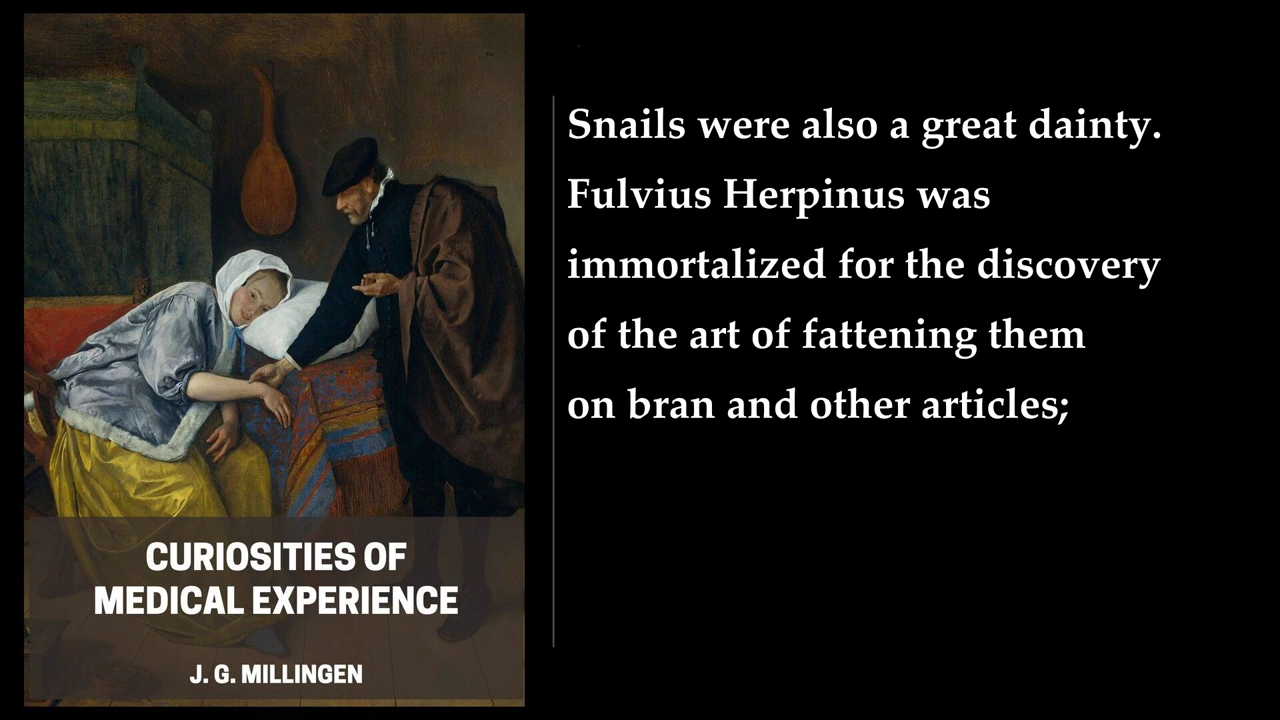 Snails were also a great dainty.
Fulvius Herpinus was
immortalized for the discovery
of the art of fattening them
on bran and other articles;
CURIOSITIES OF
MEDICAL EXPERIENCE
J. G. MILLINGEN